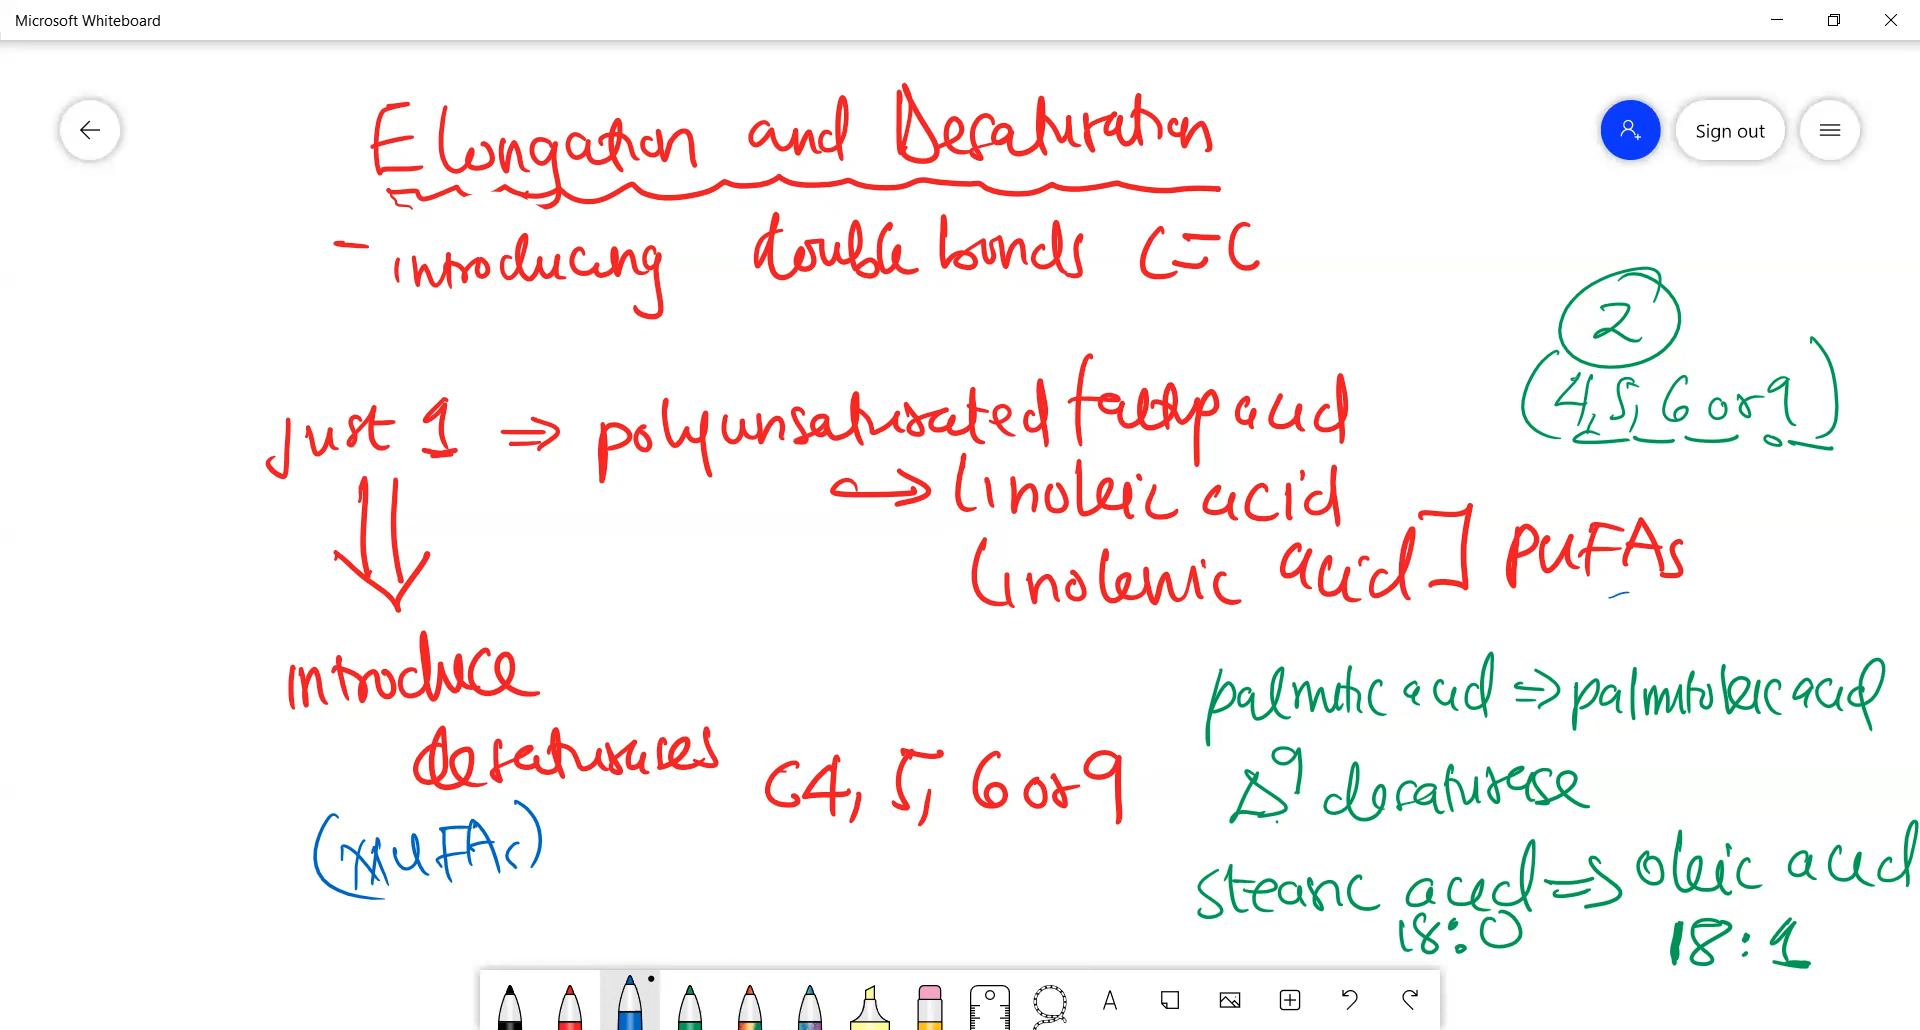 Microsoft Whiteboard
Sign out
Elongation and Desaturation
- introducing double bonds C=C
2
(4, 5, 6 or 9)
just 1 ⇒ polyunsaturated fatty acid
→ linoleic acid
linolenic acid] PUFAs
introduce
desaturases C4, 5, 6 or 9
(MUFAs)
palmitic acid ⇒ palmitoleic acid
Δ9 desaturase
stearic acid ⇒ oleic acid
18:0 18:1
A